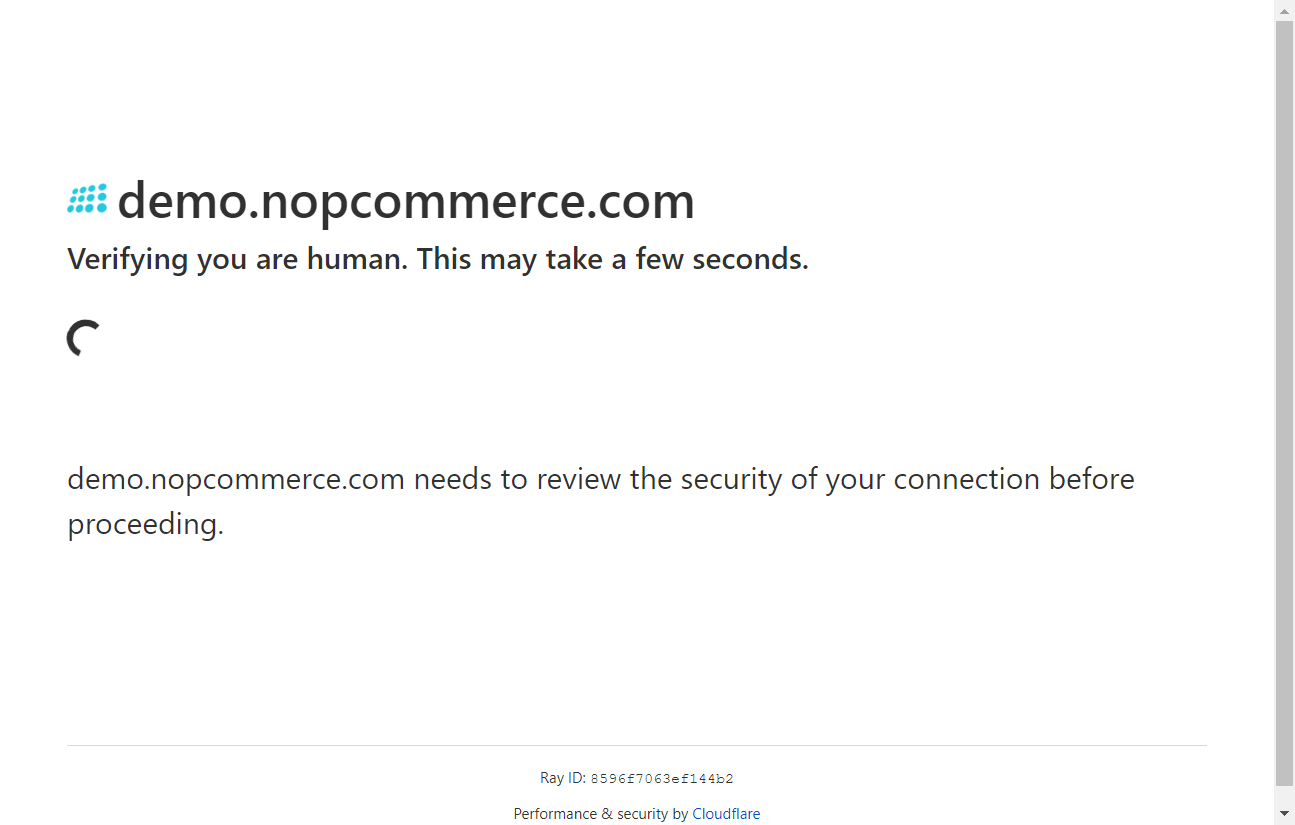 demo.nopcommerce.com
Verifying you are human. This may take a few seconds.
demo.nopcommerce.com needs to review the security of your connection before
proceeding.
Ray ID: 8596f7063ef144b2
Performance & security by Cloudflare